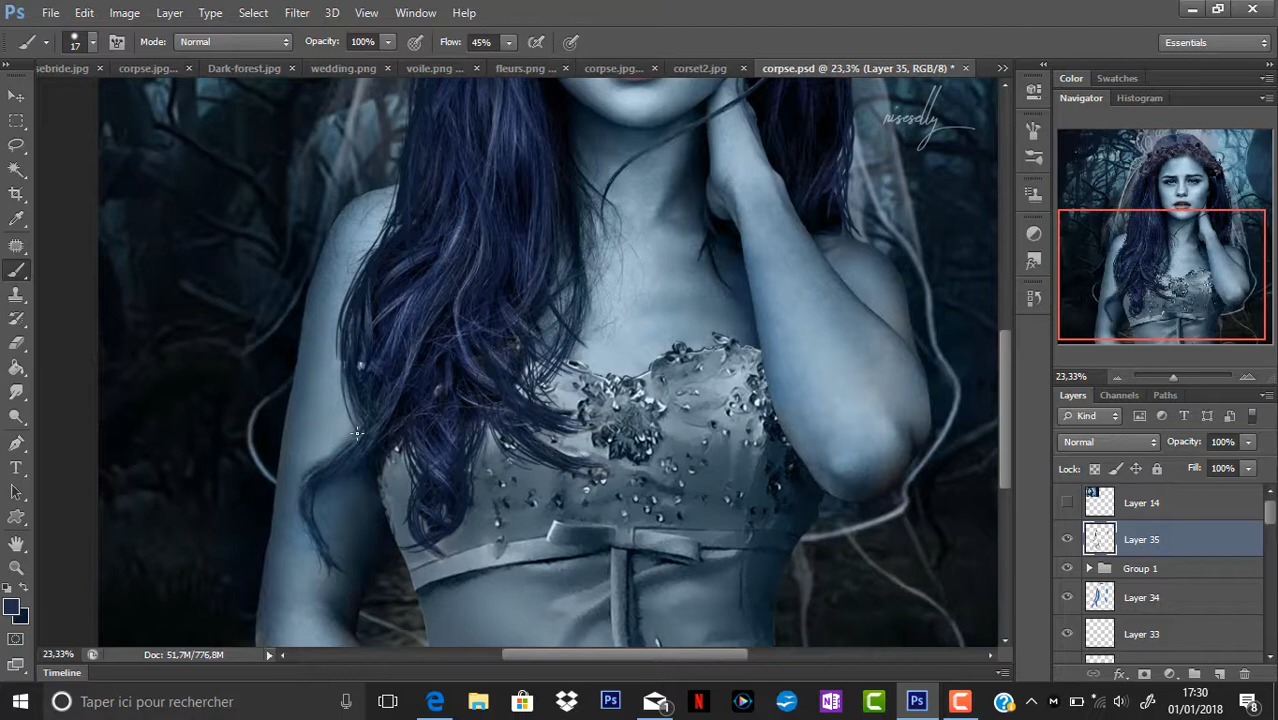 Ps File Edit Image Layer Type Select Filter 3D View Window Help
17 Mode: Normal Opacity: 100% Flow: 45% Essentials
sebride.jpg × corpse.jpg... × Dark-forest.jpg × wedding.png × voile.png ... × fleurs.png ... × corpse.jpg... × corset2.jpg × corpse.psd @ 23,3% (Layer 35, RGB/8) * ×
Color Swatches
Navigator Histogram
23,33%
Layers Channels Paths
Kind
Normal Opacity: 100%
Lock: Fill: 100%
Layer 14
Layer 35
Group 1
Layer 34
Layer 33
23,33% Doc: 51,7M/776,8M
Timeline
Taper ici pour rechercher
17:30
01/01/2018
8